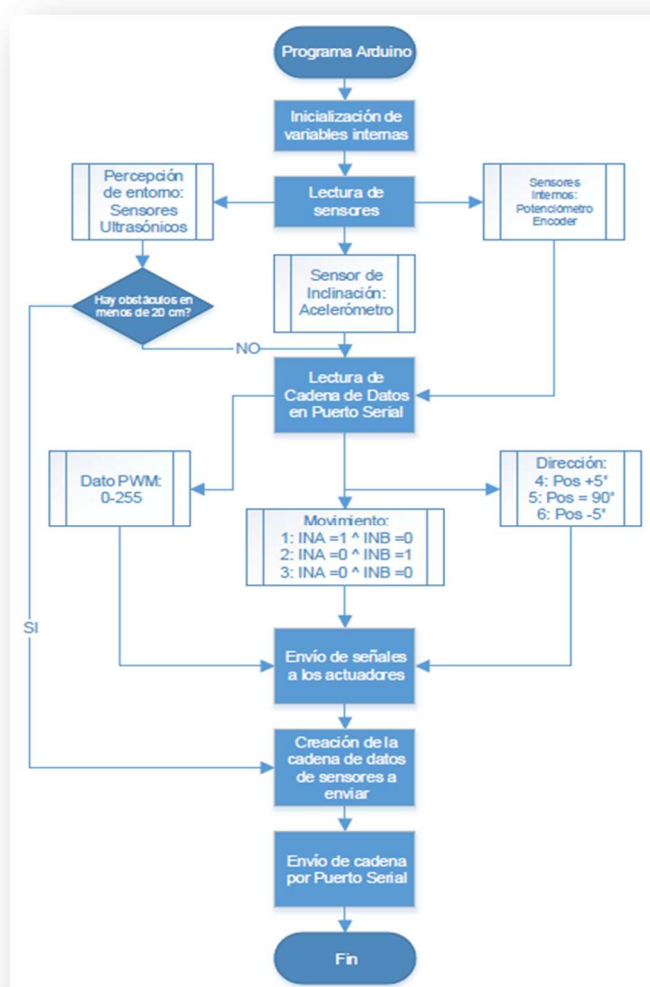 Programa Arduino
Inicialización de
variables internas
Percepción
de entorno:
Sensores
Ultrasónicos
Lectura de
sensores
Sensores
Internos:
Potenciómetro
Encoder
Hay obstáculos en
menos de 20 cm?
Sensor de
Inclinación:
Acelerómetro
NO
Lectura de
Cadena de Datos
en Puerto Serial
Dato PWM:
0-255
Movimiento:
1: INA =1 ^ INB =0
2: INA =0 ^ INB =1
3: INA =0 ^ INB =0
Dirección:
4: Pos +5°
5: Pos = 90°
6: Pos -5°
SI
Envío de señales
a los actuadores
Creación de la
cadena de datos
de sensores a
enviar
Envío de cadena
por Puerto Serial
Fin